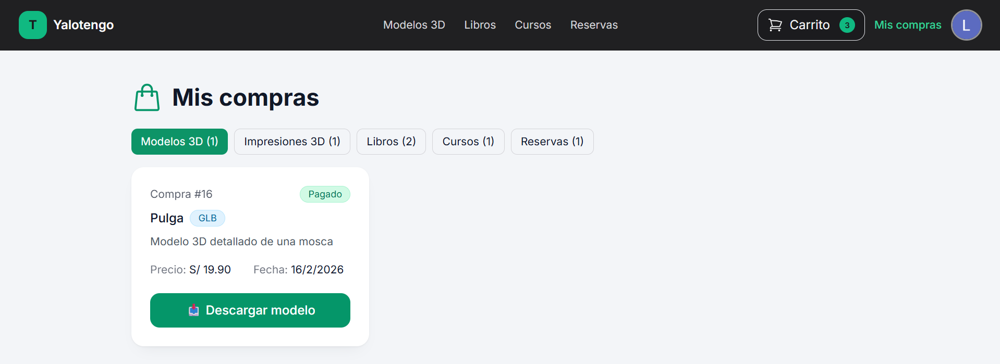 T Yalotengo Modelos 3D Libros Cursos Reservas Carrito 3 Mis compras L
Mis compras
Modelos 3D (1) Impresiones 3D (1) Libros (2) Cursos (1) Reservas (1)
Compra #16 Pagado
Pulga GLB
Modelo 3D detallado de una mosca
Precio: S/ 19.90 Fecha: 16/2/2026
Descargar modelo